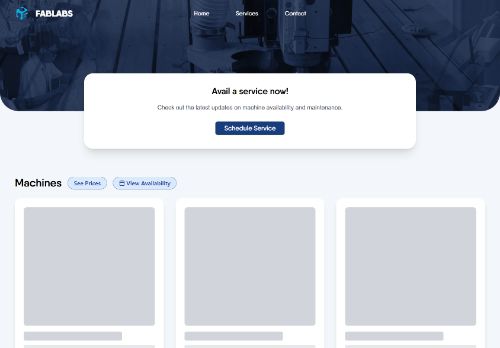 FABLABS
Home Services Contact
Avail a service now!
Check out the latest updates on machine availability and maintenance.
Schedule Service
Machines See Prices View Availability